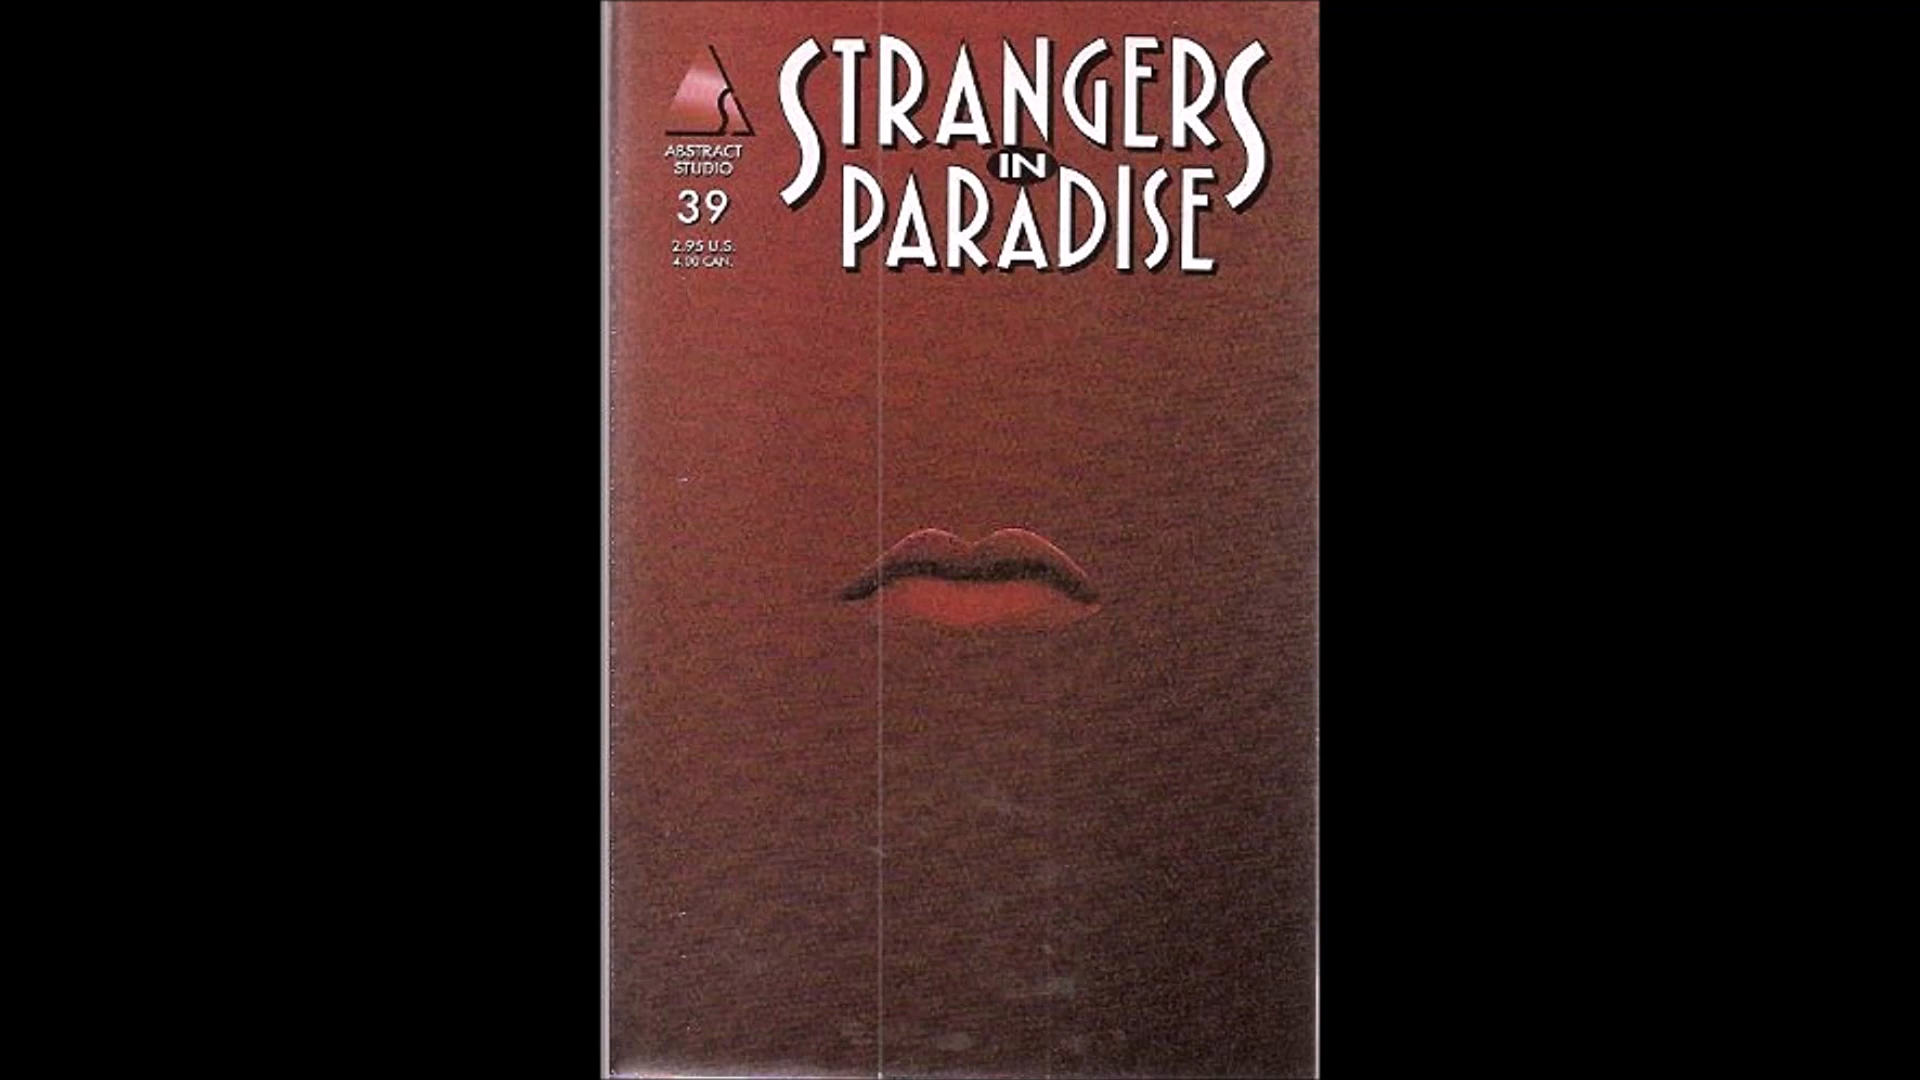 STRANGERS
IN
PARADISE
ABSTRACT
STUDIO
39
2.95 U.S.
4.00 CAN.